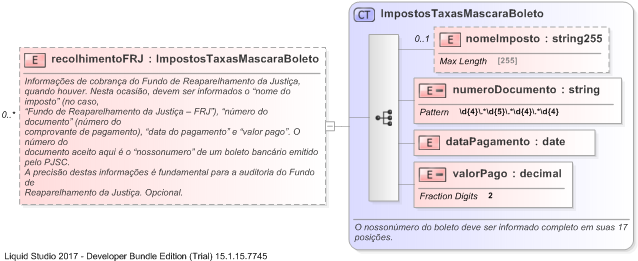 CT ImpostosTaxasMascaraBoleto
0..1
E nomeImposto : string255
Max Length [255]
E recolhimentoFRJ : ImpostosTaxasMascaraBoleto
Informações de cobrança do Fundo de Reaparelhamento da Justiça,
quando houver. Nesta ocasião, devem ser informados o "nome do
imposto" (no caso,
"Fundo de Reaparelhamento da Justiça – FRJ"), "número do
documento" (número do
comprovante de pagamento), "data do pagamento" e "valor pago". O
número do
documento aceito aqui é o "nossonumero" de um boleto bancário emitido
pelo PJSC.
A precisão destas informações é fundamental para a auditoria do Fundo
de
Reaparelhamento da Justiça. Opcional.
0..*
E numeroDocumento : string
Pattern \d{4}\.*\d{5}\.*\d{4}\.*\d{4}
E dataPagamento : date
E valorPago : decimal
Fraction Digits 2
O nossonúmero do boleto deve ser informado completo em suas 17
posições.
Liquid Studio 2017 - Developer Bundle Edition (Trial) 15.1.15.7745